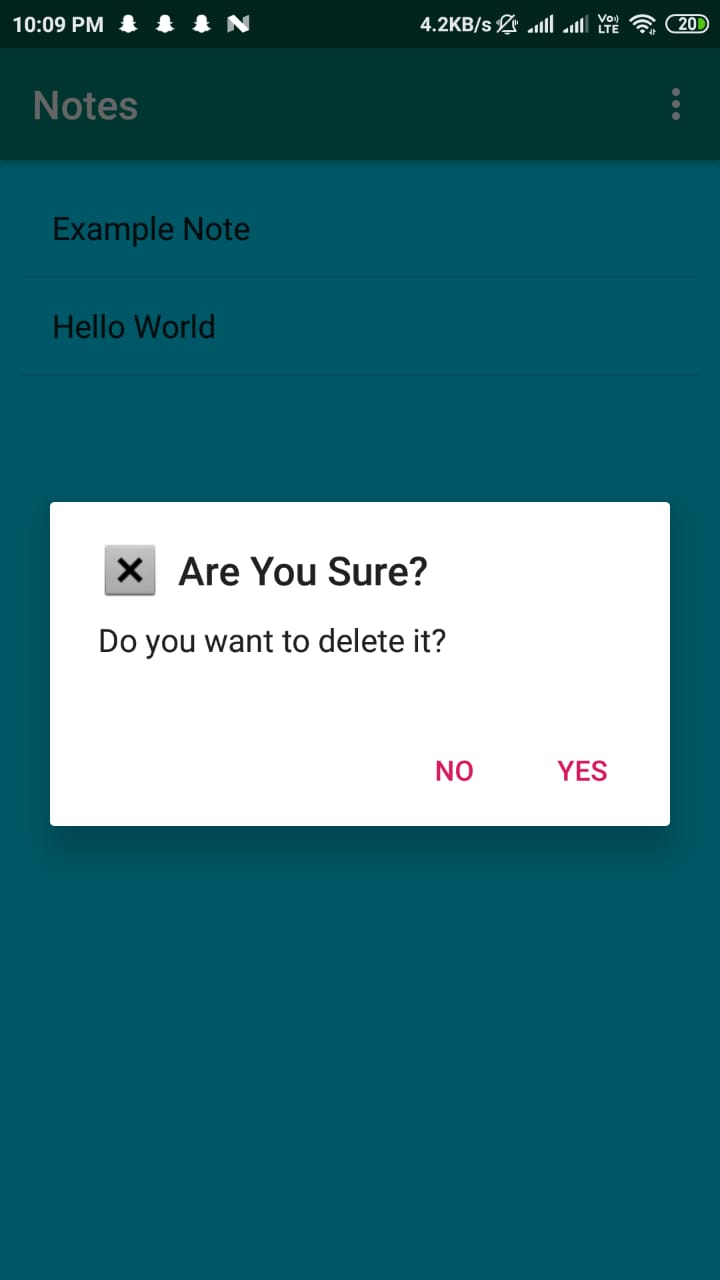 10:09 PM 4.2KB/s Vo) LTE 20
Notes
Example Note
Hello World
Are You Sure?
Do you want to delete it?
NO YES